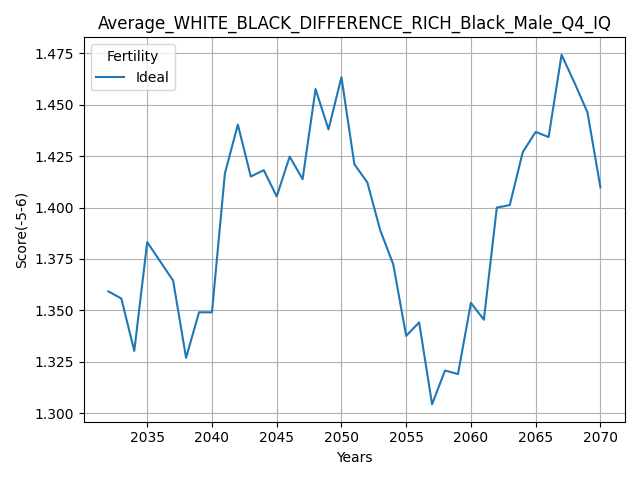 Average_WHITE_BLACK_DIFFERENCE_RICH_Black_Male_Q4_IQ
Fertility
Ideal
1.475
1.450
1.425
1.400
1.375
1.350
1.325
1.300
Score(-5-6)
2035 2040 2045 2050 2055 2060 2065 2070
Years